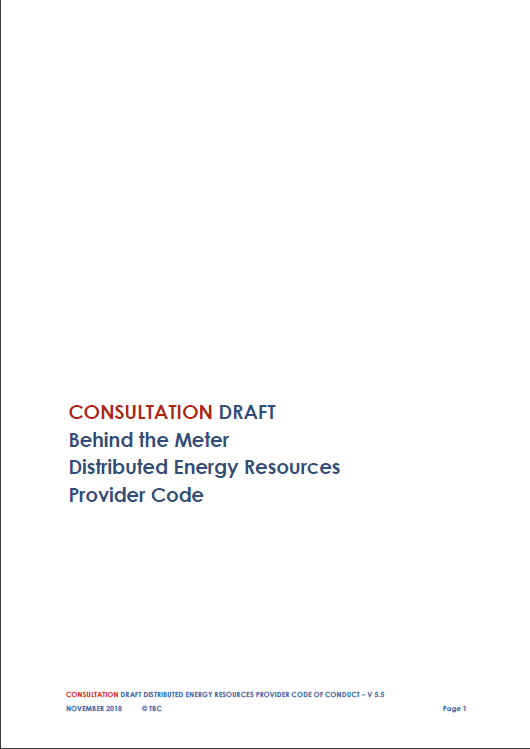 CONSULTATION DRAFT
Behind the Meter
Distributed Energy Resources
Provider Code
CONSULTATION DRAFT DISTRIBUTED ENERGY RESOURCES PROVIDER CODE OF CONDUCT – V 5.5
NOVEMBER 2018 © TBC Page 1